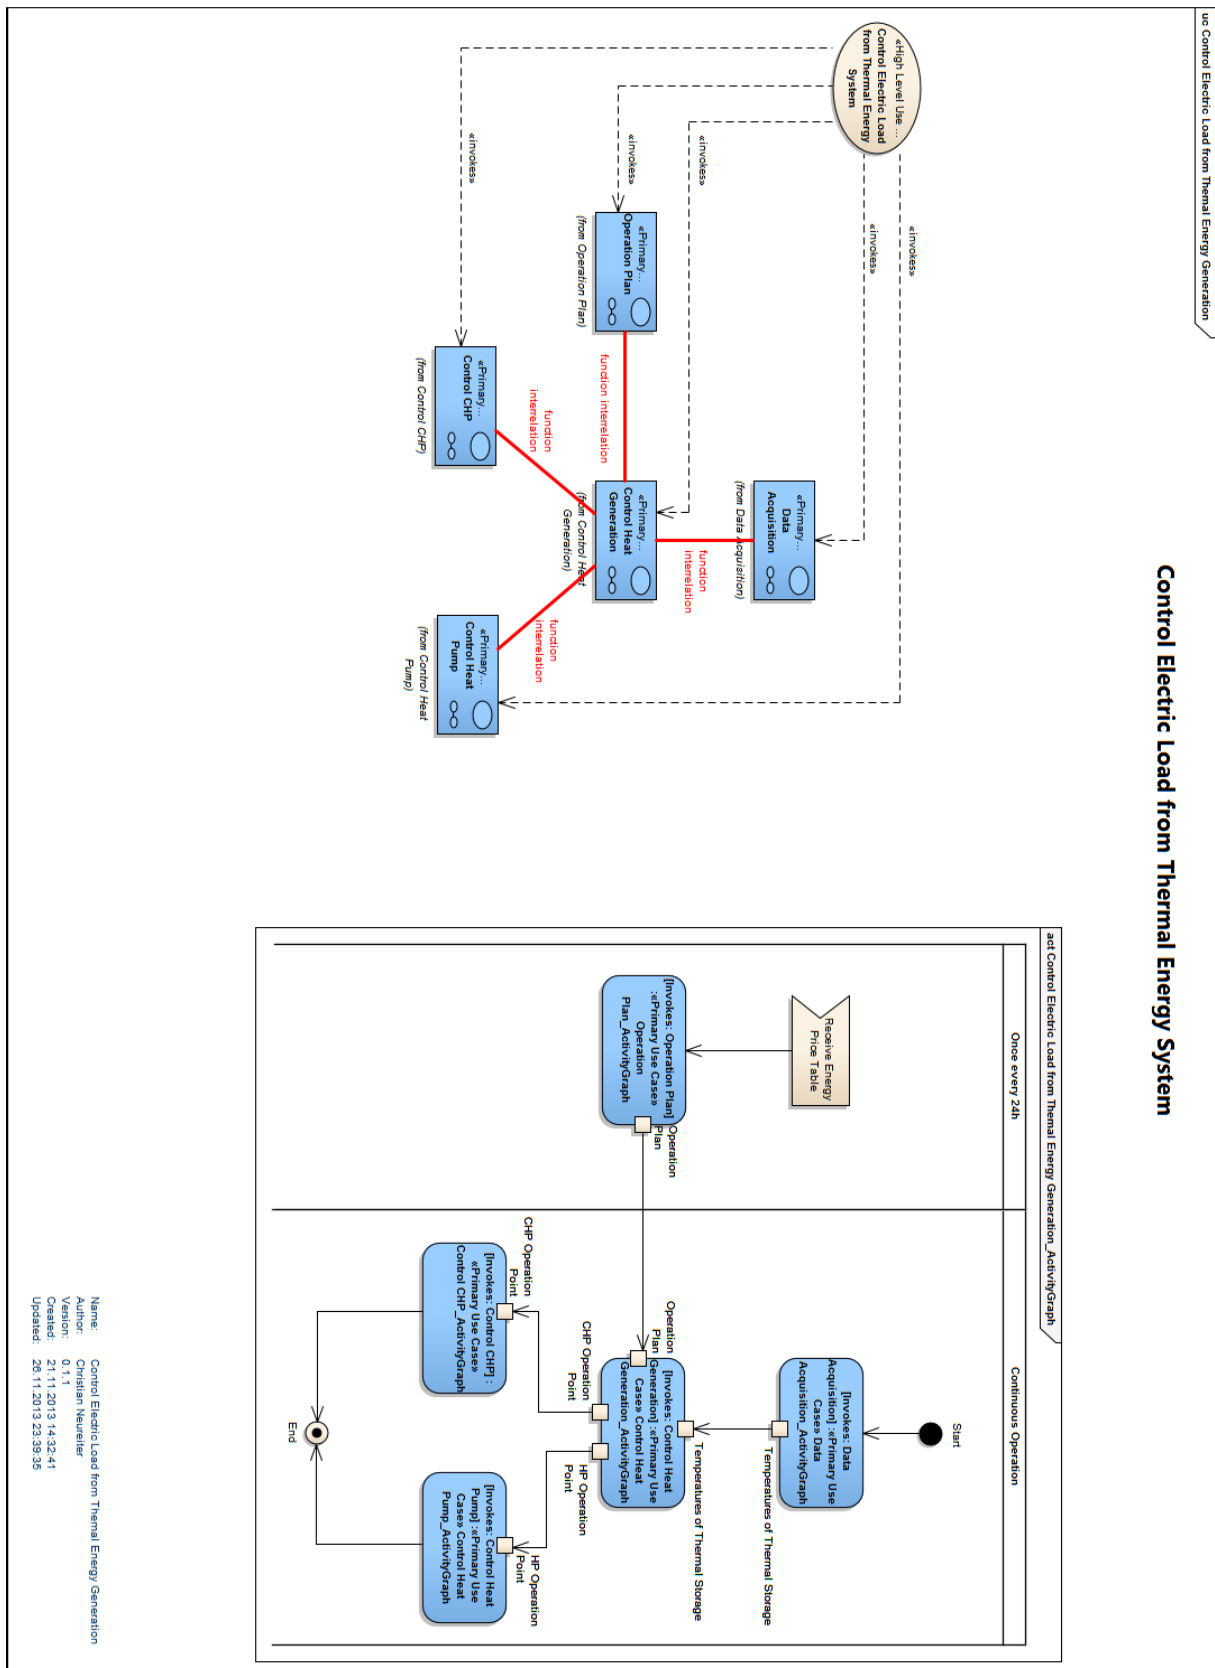 uc Control Electric Load from Themal Energy Generation
Control Electric Load from Thermal Energy System
«High Level Use ...
Control Electric Load
from Thermal Energy
System
«invokes»
«invokes»
«invokes»
«invokes»
«invokes»
«Primary...
Data
Acquisition
(from Data Acquisition)
«Primary...
Operation Plan
(from Operation Plan)
function interrelation
function
interrelation
«Primary...
Control Heat
Generation
(from Control Heat
Generation)
function
interrelation
function
interrelation
«Primary...
Control CHP
(from Control CHP)
«Primary...
Control Heat
Pump
(from Control Heat
Pump)
act Control Electric Load from Themal Energy Generation_ActivityGraph
Once every 24h
Continuous Operation
Start
Receive Energy
Price Table
[Invokes: Data
Acquisition] :«Primary Use
Case» Data
Acquisition_ActivityGraph
Temperatures of Thermal Storage
Temperatures of Thermal Storage
[Invokes: Operation Plan]
:«Primary Use Case»
Operation
Plan_ActivityGraph
Operation
Plan
Operation
Plan
[Invokes: Control Heat
Generation] :«Primary Use
Case» Control Heat
Generation_ActivityGraph
CHP Operation
Point
HP Operation
Point
CHP Operation
Point
HP Operation
Point
[Invokes: Control CHP] :
«Primary Use Case»
Control CHP_ActivityGraph
[Invokes: Control Heat
Pump] :«Primary Use
Case» Control Heat
Pump_ActivityGraph
End
Name: Control Electric Load from Themal Energy Generation
Author: Christian Neureiter
Version: 0.1.1
Created: 21.11.2013 14:32:41
Updated: 26.11.2013 23:39:35